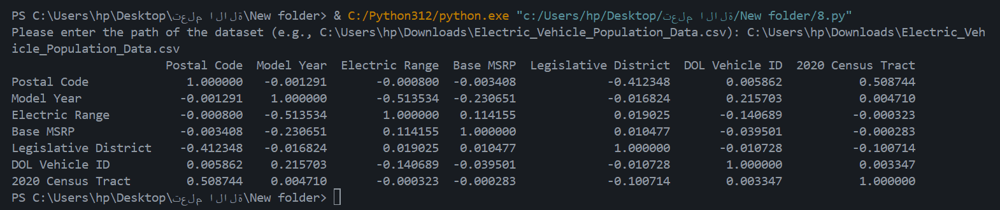 PS C:\Users\hp\Desktop\تعلم الالة\New folder> & C:/Python312/python.exe "c:/Users/hp/Desktop/تعلم الالة/New folder/8.py"
Please enter the path of the dataset (e.g., C:\Users\hp\Downloads\Electric_Vehicle_Population_Data.csv): C:\Users\hp\Downloads\Electric_Veh
icle_Population_Data.csv
Postal Code Model Year Electric Range Base MSRP Legislative District DOL Vehicle ID 2020 Census Tract
Postal Code 1.000000 -0.001291 -0.000800 -0.003408 -0.412348 0.005862 0.508744
Model Year -0.001291 1.000000 -0.513534 -0.230651 -0.016824 0.215703 0.004710
Electric Range -0.000800 -0.513534 1.000000 0.114155 0.019025 -0.140689 -0.000323
Base MSRP -0.003408 -0.230651 0.114155 1.000000 0.010477 -0.039501 -0.000283
Legislative District -0.412348 -0.016824 0.019025 0.010477 1.000000 -0.010728 -0.100714
DOL Vehicle ID 0.005862 0.215703 -0.140689 -0.039501 -0.010728 1.000000 0.003347
2020 Census Tract 0.508744 0.004710 -0.000323 -0.000283 -0.100714 0.003347 1.000000
PS C:\Users\hp\Desktop\تعلم الالة\New folder>